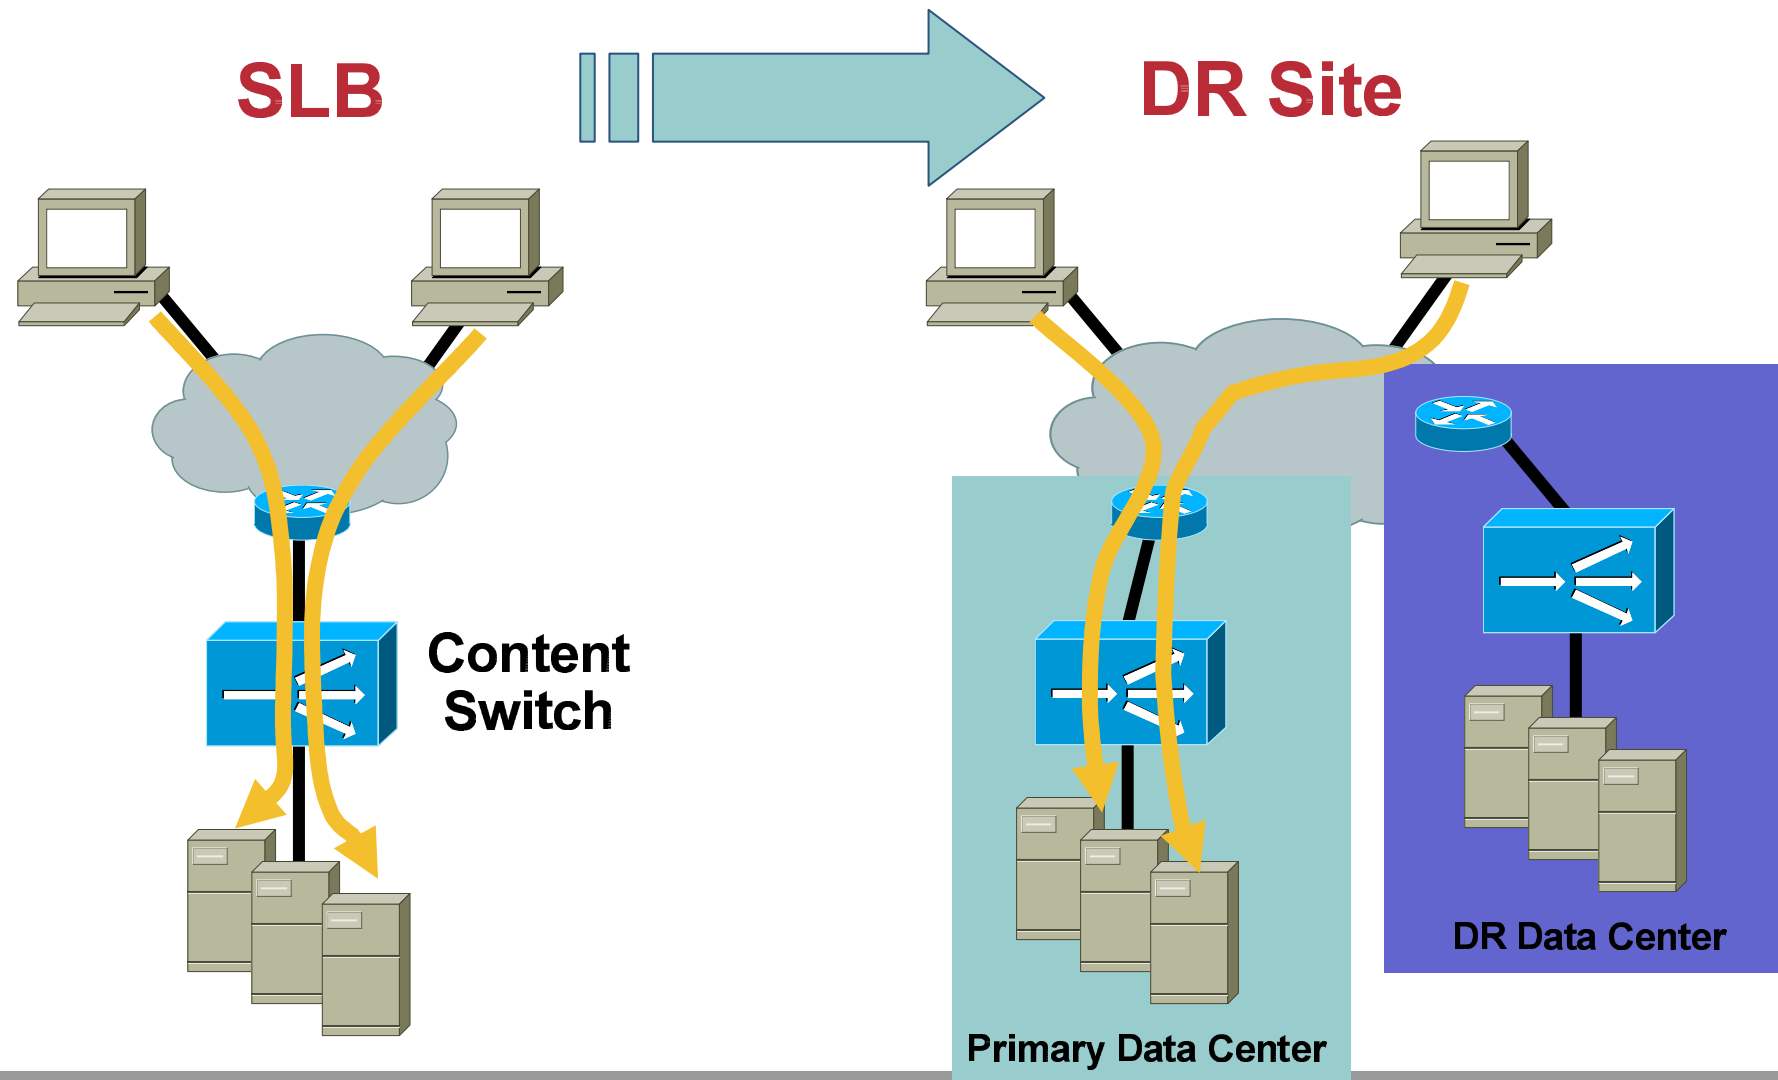 SLB
DR Site
Content
Switch
DR Data Center
Primary Data Center